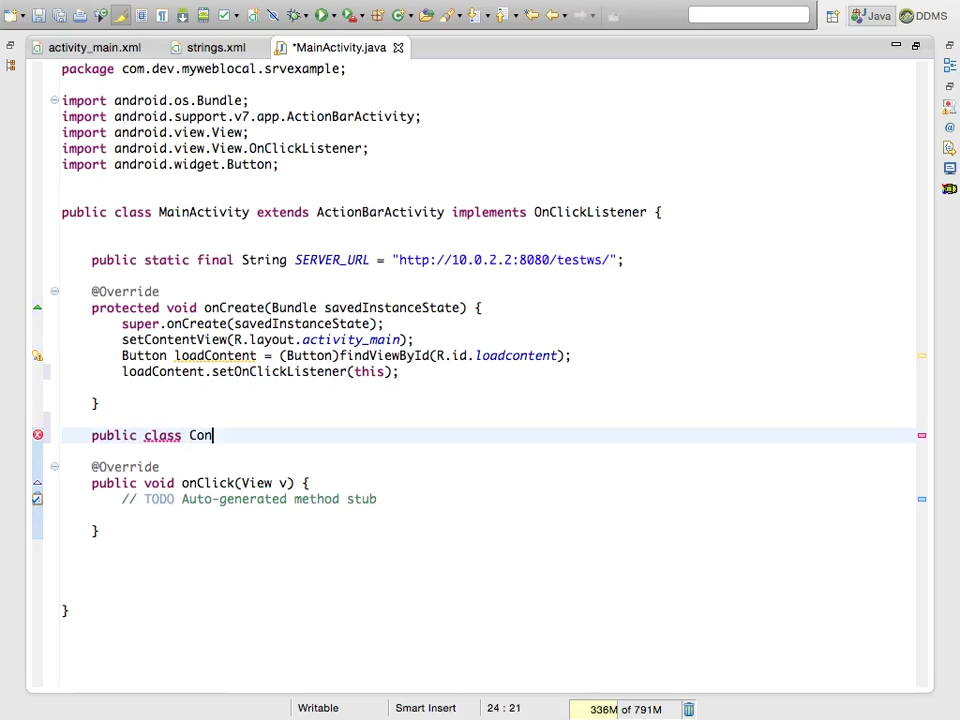 Java
DDMS
activity_main.xml
strings.xml
*MainActivity.java
package com.dev.myweblocal.srvexample;
import android.os.Bundle;
import android.support.v7.app.ActionBarActivity;
import android.view.View;
import android.view.View.OnClickListener;
import android.widget.Button;
public class MainActivity extends ActionBarActivity implements OnClickListener {
public static final String SERVER_URL = "http://10.0.2.2:8080/testws/";
@Override
protected void onCreate(Bundle savedInstanceState) {
super.onCreate(savedInstanceState);
setContentView(R.layout.activity_main);
Button loadContent = (Button)findViewById(R.id.loadcontent);
loadContent.setOnClickListener(this);
}
public class Con
@Override
public void onClick(View v) {
// TODO Auto-generated method stub
}
}
Writable
Smart Insert
24 : 21
336M of 791M